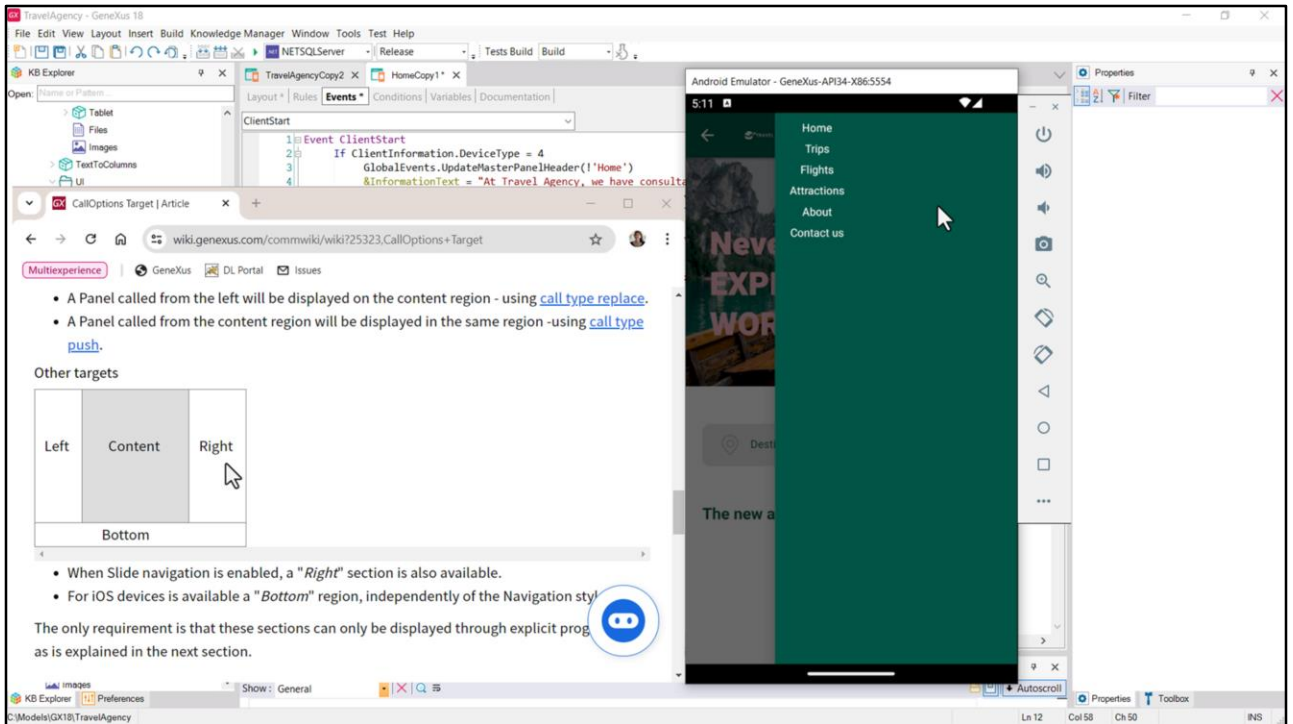 TravelAgency - GeneXus 18
File Edit View Layout Insert Build Knowledge Manager Window Tools Test Help
NETSQLServer Release Tests Build Build
KB Explorer
Open: Name or Pattern
Tablet
Files
Images
TextToColumns
UI
TravelAgencyCopy2 X HomeCopy1* X
Layout * Rules Events * Conditions Variables Documentation
ClientStart
1 Event ClientStart
2 If ClientInformation.DeviceType = 4
3 GlobalEvents.UpdateMasterPanelHeader(!'Home')
4 &InformationText = "At Travel Agency, we have consulta
CallOptions Target | Article
wiki.genexus.com/commwiki/wiki?25323,CallOptions+Target
Multiexperience GeneXus DL Portal Issues
• A Panel called from the left will be displayed on the content region - using call type replace.
• A Panel called from the content region will be displayed in the same region -using call type
push.
Other targets
Left Content Right
Bottom
• When Slide navigation is enabled, a "Right" section is also available.
• For iOS devices is available a "Bottom" region, independently of the Navigation styl
The only requirement is that these sections can only be displayed through explicit prog
as is explained in the next section.
Images
KB Explorer Preferences
Show: General
C:\Models\GX18\TravelAgency
Android Emulator - GeneXus-API34-X86:5554
5:11
Home
Trips
Flights
Attractions
About
Contact us
Neve
EXP
WOR
Desti
The new a
Properties
Filter
Autoscroll
Properties Toolbox
Ln 12 Col 58 Ch 50 INS